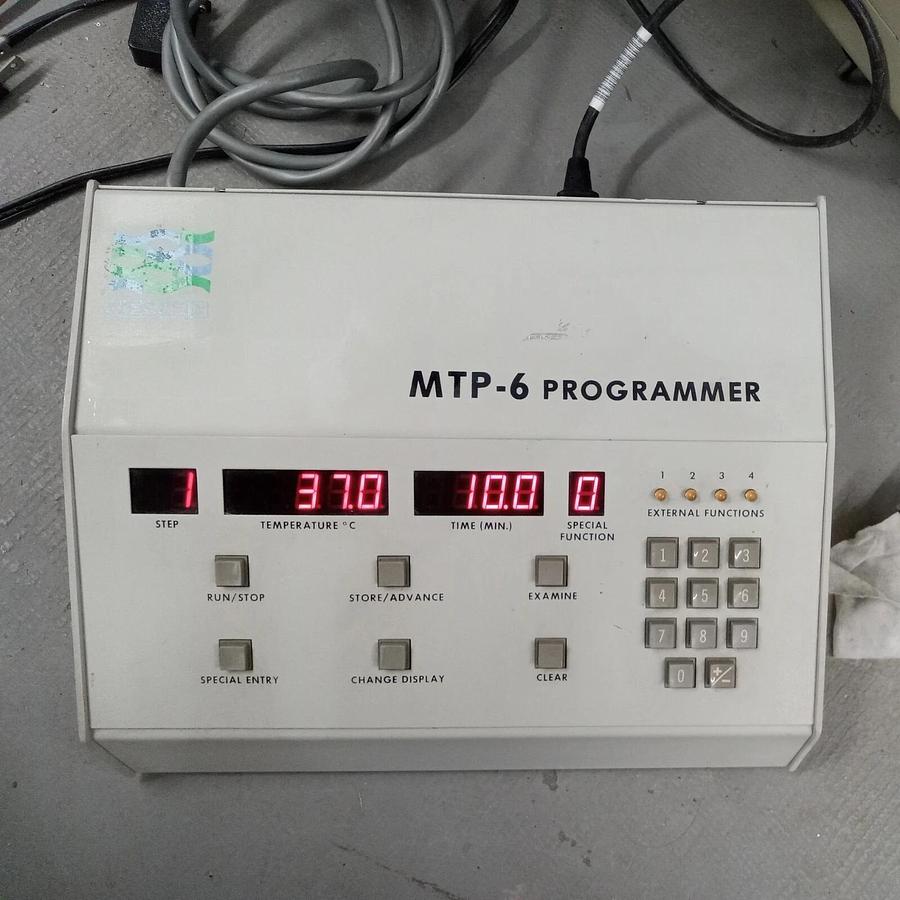 MTP-6 PROGRAMMER
1 37.0 10.0 0
STEP TEMPERATURE °C TIME (MIN.) SPECIAL FUNCTION
1 2 3 4
EXTERNAL FUNCTIONS
RUN/STOP STORE/ADVANCE EXAMINE
SPECIAL ENTRY CHANGE DISPLAY CLEAR
1 2 3
4 5 6
7 8 9
0 +/-